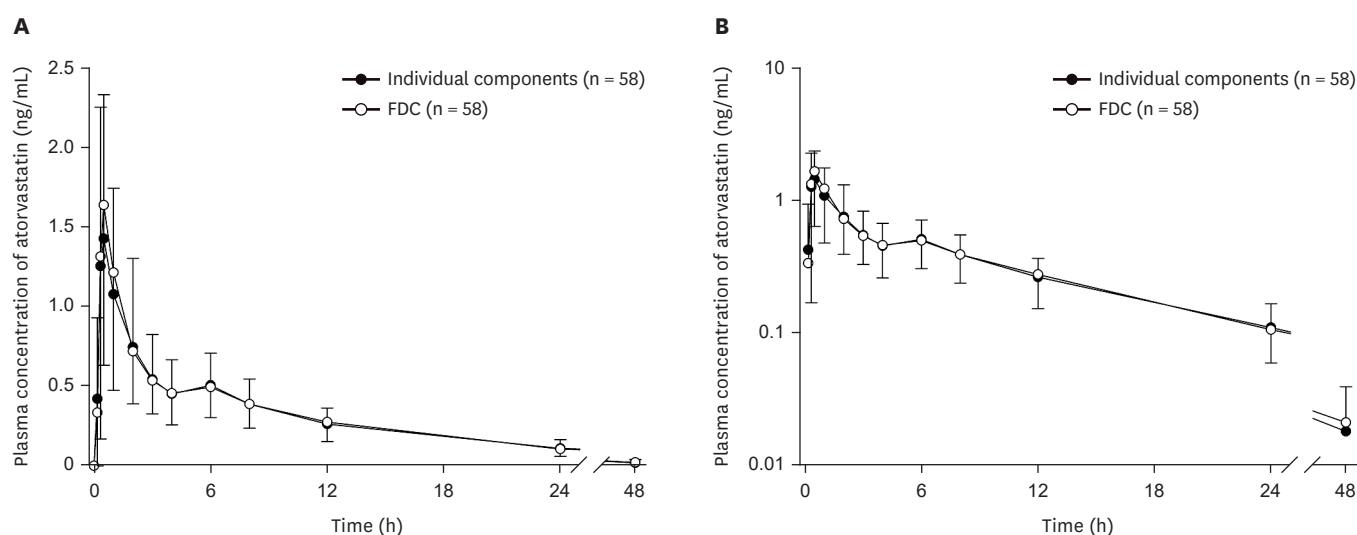 A
Plasma concentration of atorvastatin (ng/mL)
2.5
2.0
1.5
1.0
0.5
0
Individual components (n = 58)
FDC (n = 58)
0
6
12
18
24
48
Time (h)
B
Plasma concentration of atorvastatin (ng/mL)
10
1
0.1
0.01
Individual components (n = 58)
FDC (n = 58)
0
6
12
18
24
48
Time (h)